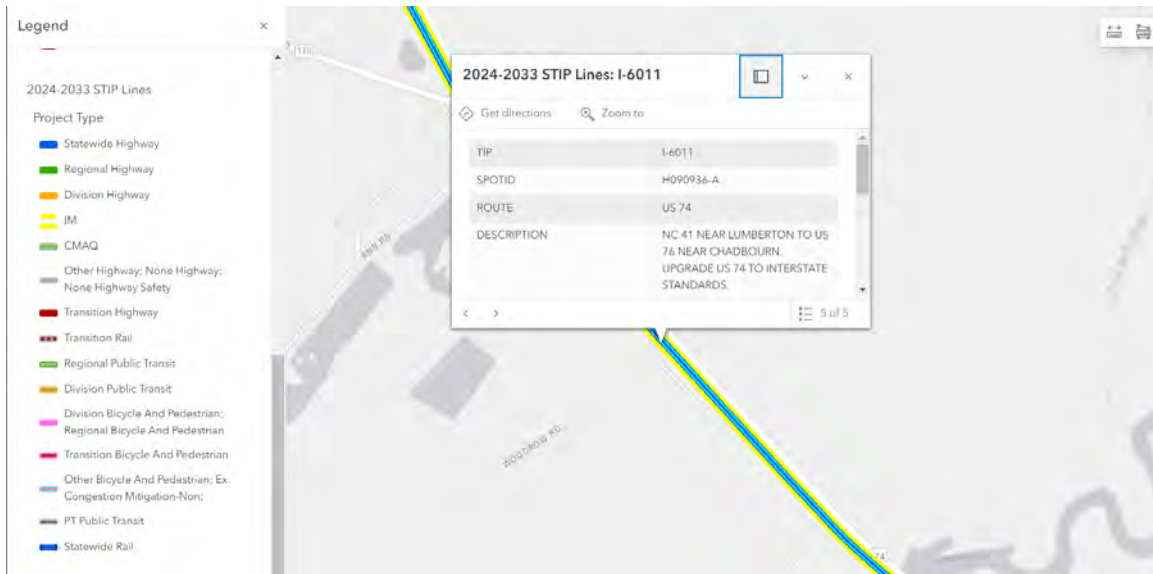 Legend
×
2024-2033 STIP Lines
Project Type
Statewide Highway
Regional Highway
Division Highway
IM
CMAQ
Other Highway; None Highway;
None Highway Safety
Transition Highway
Transition Rail
Regional Public Transit
Division Public Transit
Division Bicycle And Pedestrian;
Regional Bicycle And Pedestrian
Transition Bicycle And Pedestrian
Other Bicycle And Pedestrian; Ex
Congestion Mitigation-Non;
PT Public Transit
Statewide Rail
130
2024-2033 STIP Lines: I-6011
×
Get directions
Zoom to
TIP I-6011
SPOTID H090936-A
ROUTE US 74
DESCRIPTION NC 41 NEAR LUMBERTON TO US
76 NEAR CHADBOURN.
UPGRADE US 74 TO INTERSTATE
STANDARDS.
5 of 5
WOODROW RD
74